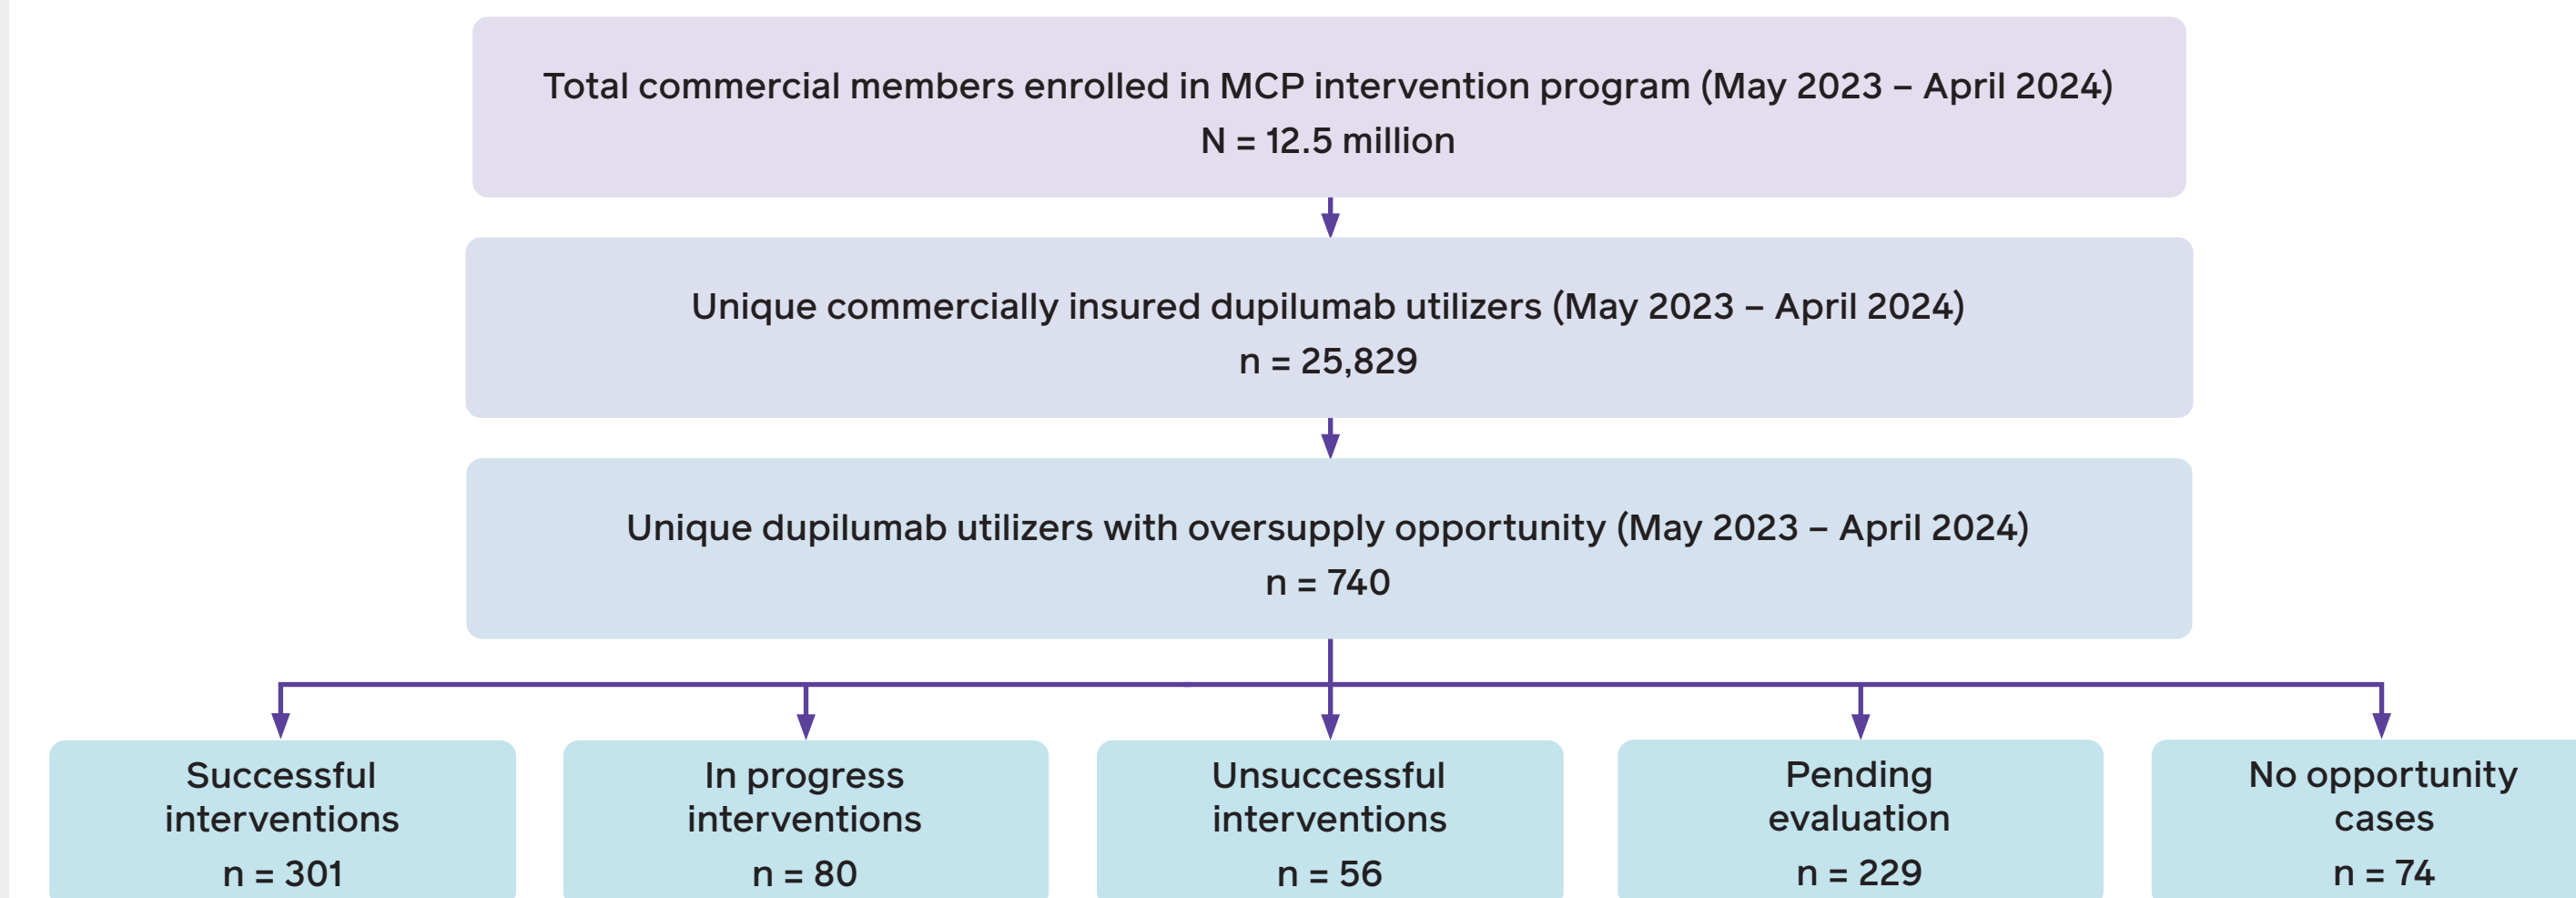 Total commercial members enrolled in MCP intervention program (May 2023 – April 2024)
N = 12.5 million
Unique commercially insured dupilumab utilizers (May 2023 – April 2024)
n = 25,829
Unique dupilumab utilizers with oversupply opportunity (May 2023 – April 2024)
n = 740
Successful
interventions
n = 301
In progress
interventions
n = 80
Unsuccessful
interventions
n = 56
Pending
evaluation
n = 229
No opportunity
cases
n = 74